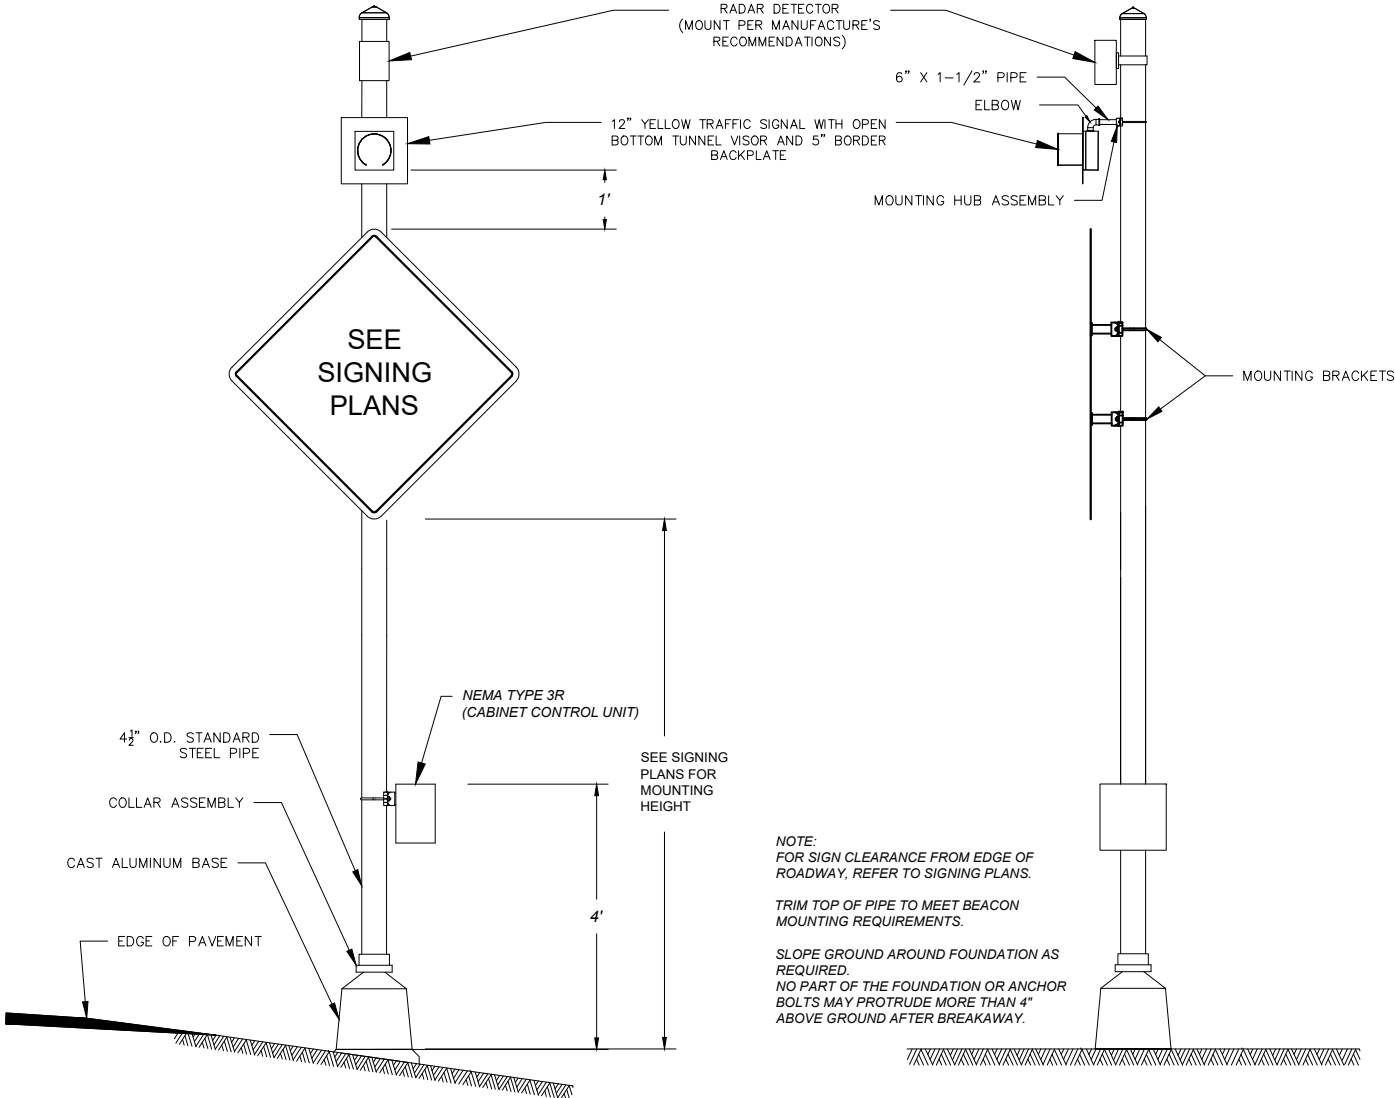 RADAR DETECTOR
(MOUNT PER MANUFACTURE'S
RECOMMENDATIONS)
6" X 1-1/2" PIPE
ELBOW
12" YELLOW TRAFFIC SIGNAL WITH OPEN
BOTTOM TUNNEL VISOR AND 5" BORDER
BACKPLATE
1'
MOUNTING HUB ASSEMBLY
SEE
SIGNING
PLANS
MOUNTING BRACKETS
NEMA TYPE 3R
(CABINET CONTROL UNIT)
4½" O.D. STANDARD
STEEL PIPE
SEE SIGNING
PLANS FOR
MOUNTING
HEIGHT
COLLAR ASSEMBLY
CAST ALUMINUM BASE
4'
EDGE OF PAVEMENT
NOTE:
FOR SIGN CLEARANCE FROM EDGE OF
ROADWAY, REFER TO SIGNING PLANS.
TRIM TOP OF PIPE TO MEET BEACON
MOUNTING REQUIREMENTS.
SLOPE GROUND AROUND FOUNDATION AS
REQUIRED.
NO PART OF THE FOUNDATION OR ANCHOR
BOLTS MAY PROTRUDE MORE THAN 4"
ABOVE GROUND AFTER BREAKAWAY.